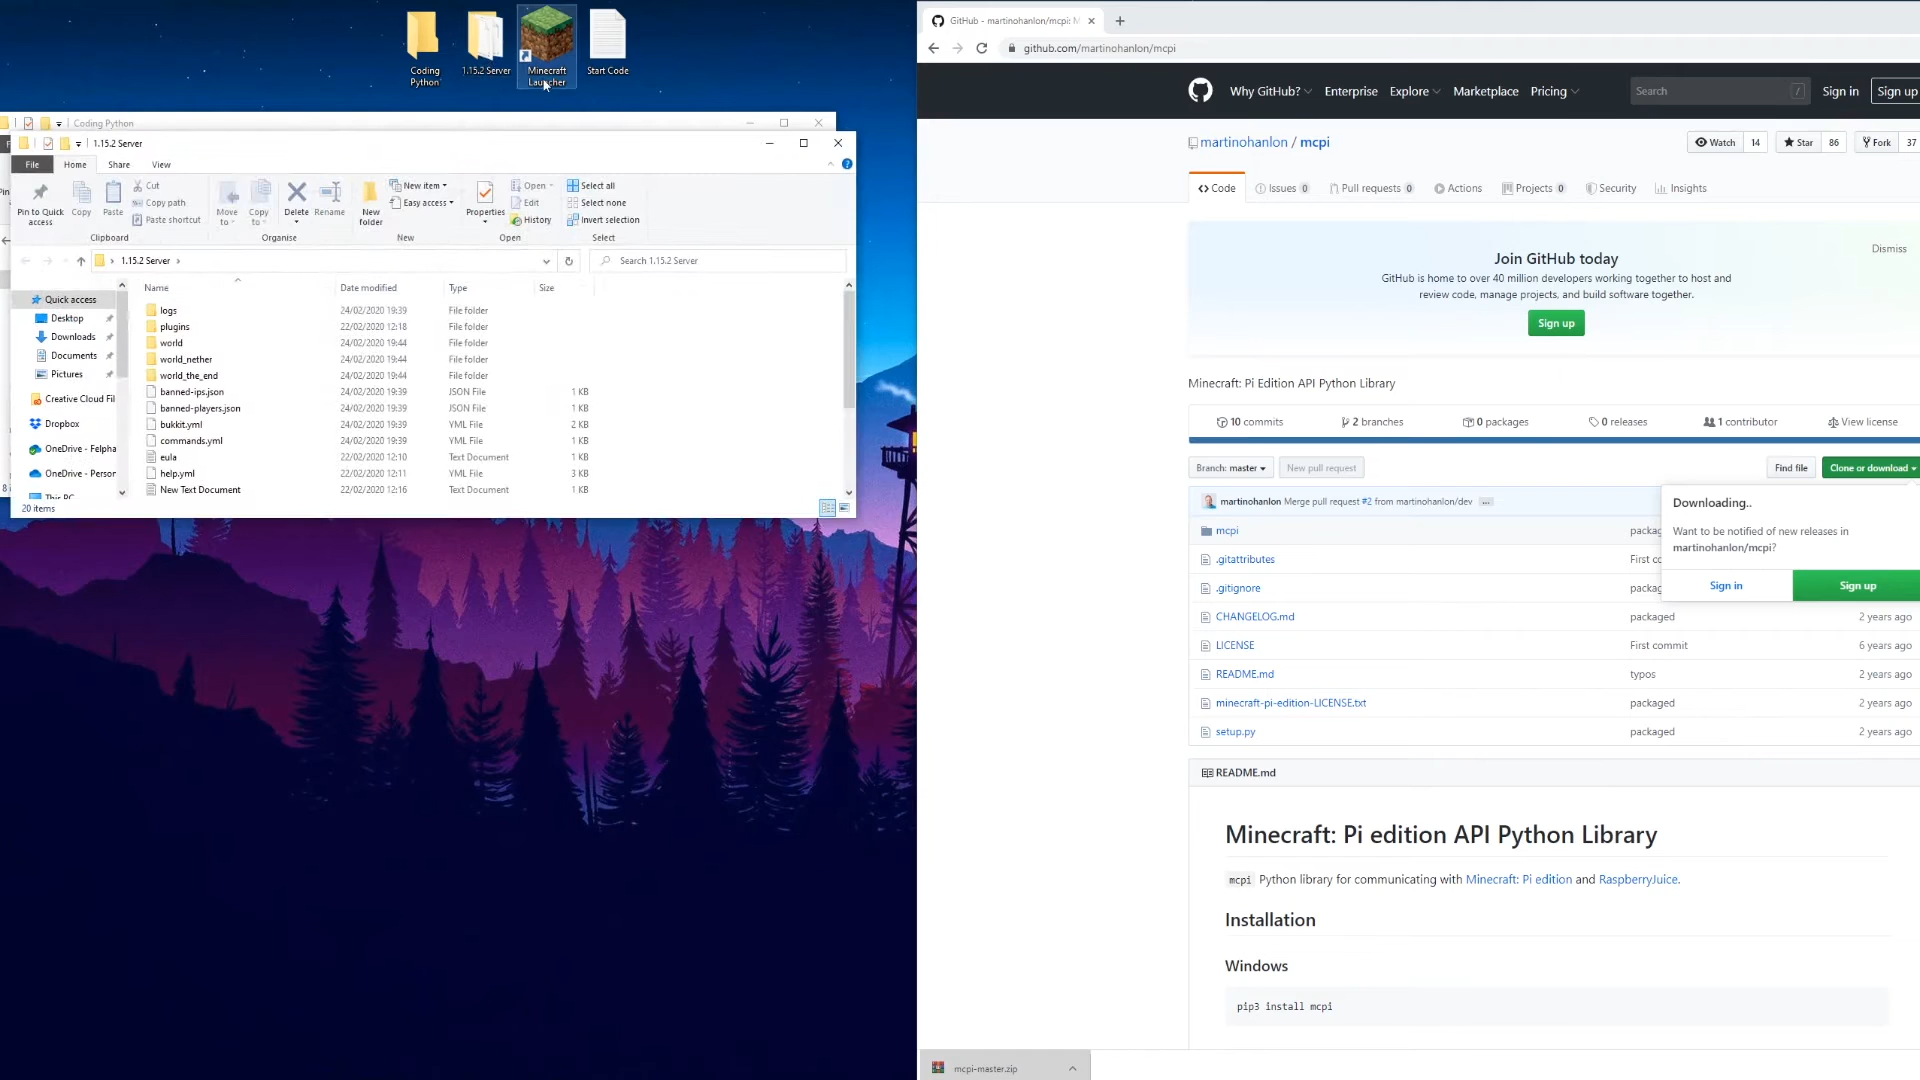 Coding Python
1.15.2 Server
Minecraft Launcher
Start Code
Coding Python
1.15.2 Server
File
Home
Share
View
Pin to Quick access
Copy
Paste
Cut
Copy path
Paste shortcut
Clipboard
Move to
Copy to
Delete
Rename
Organise
New folder
New item
Easy access
New
Properties
Open
Edit
History
Open
Select all
Select none
Invert selection
Select
1.15.2 Server
Search 1.15.2 Server
Name Date modified Type Size
Quick access
Desktop
Downloads
Documents
Pictures
Creative Cloud Fil
Dropbox
OneDrive - Felpha
OneDrive - Person
This PC
logs 24/02/2020 19:39 File folder
plugins 22/02/2020 12:18 File folder
world 24/02/2020 19:44 File folder
world_nether 24/02/2020 19:44 File folder
world_the_end 24/02/2020 19:44 File folder
banned-ips.json 24/02/2020 19:39 JSON File 1 KB
banned-players.json 24/02/2020 19:39 JSON File 1 KB
bukkit.yml 24/02/2020 19:39 YML File 2 KB
commands.yml 24/02/2020 19:39 YML File 1 KB
eula 22/02/2020 12:10 Text Document 1 KB
help.yml 22/02/2020 12:11 YML File 3 KB
New Text Document 22/02/2020 12:16 Text Document 1 KB
20 items
GitHub - martinohanlon/mcpi: M
github.com/martinohanlon/mcpi
Why GitHub? Enterprise Explore Marketplace Pricing
Search /
Sign in
Sign up
martinohanlon / mcpi
Watch 14
Star 86
Fork 37
Code
Issues 0
Pull requests 0
Actions
Projects 0
Security
Insights
Join GitHub today
Dismiss
GitHub is home to over 40 million developers working together to host and
review code, manage projects, and build software together.
Sign up
Minecraft: Pi Edition API Python Library
10 commits
2 branches
0 packages
0 releases
1 contributor
View license
Branch: master
New pull request
Find file
Clone or download
martinohanlon Merge pull request #2 from martinohanlon/dev ...
Downloading..
Want to be notified of new releases in
martinohanlon/mcpi?
Sign in
Sign up
mcpi packag
.gitattributes First co
.gitignore packag
CHANGELOG.md packaged 2 years ago
LICENSE First commit 6 years ago
README.md typos 2 years ago
minecraft-pi-edition-LICENSE.txt packaged 2 years ago
setup.py packaged 2 years ago
README.md
Minecraft: Pi edition API Python Library
mcpi Python library for communicating with Minecraft: Pi edition and RaspberryJuice.
Installation
Windows
pip3 install mcpi
mcpi-master.zip